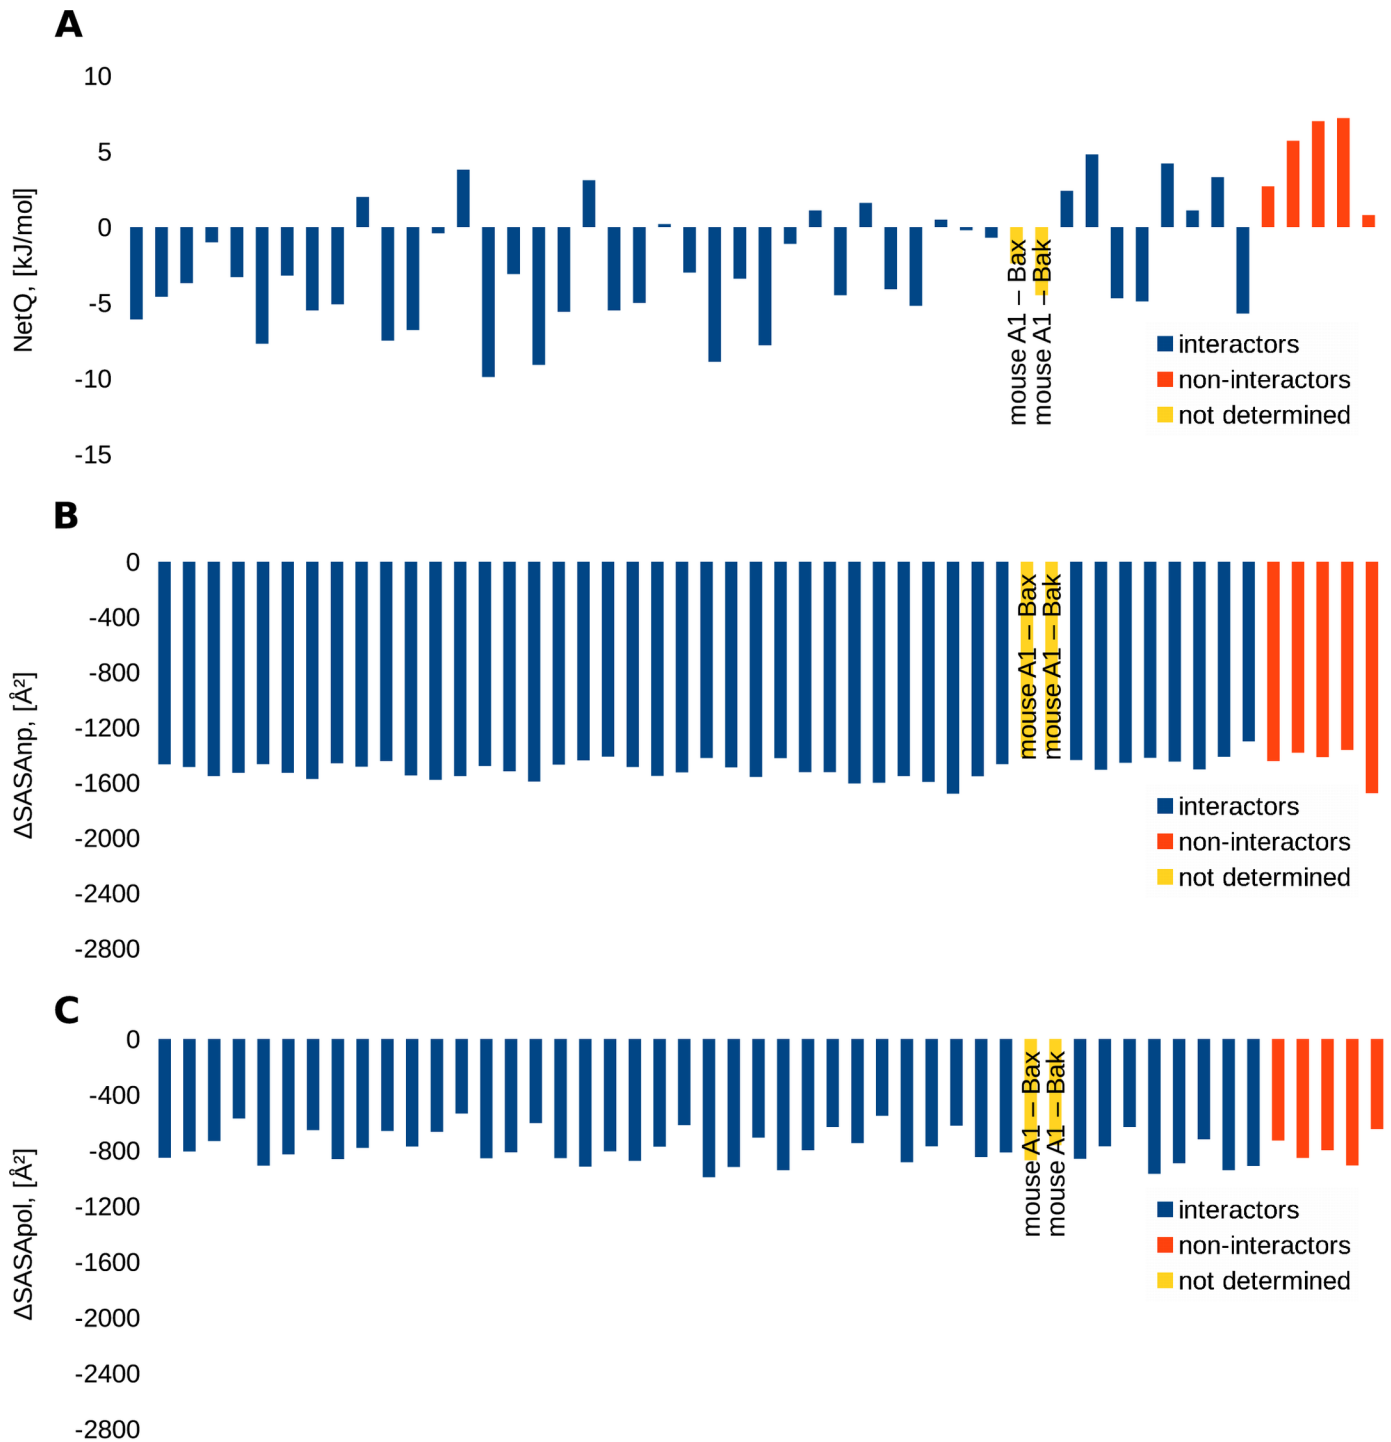 A
10
5
0
-5
-10
-15
NetQ, [kJ/mol]
mouse A1 – Bax
mouse A1 – Bak
interactors
non-interactors
not determined
B
0
-400
-800
-1200
-1600
-2000
-2400
-2800
ΔSASAnp, [Å²]
mouse A1 – Bax
mouse A1 – Bak
interactors
non-interactors
not determined
C
0
-400
-800
-1200
-1600
-2000
-2400
-2800
ΔSASApol, [Å²]
mouse A1 – Bax
mouse A1 – Bak
interactors
non-interactors
not determined